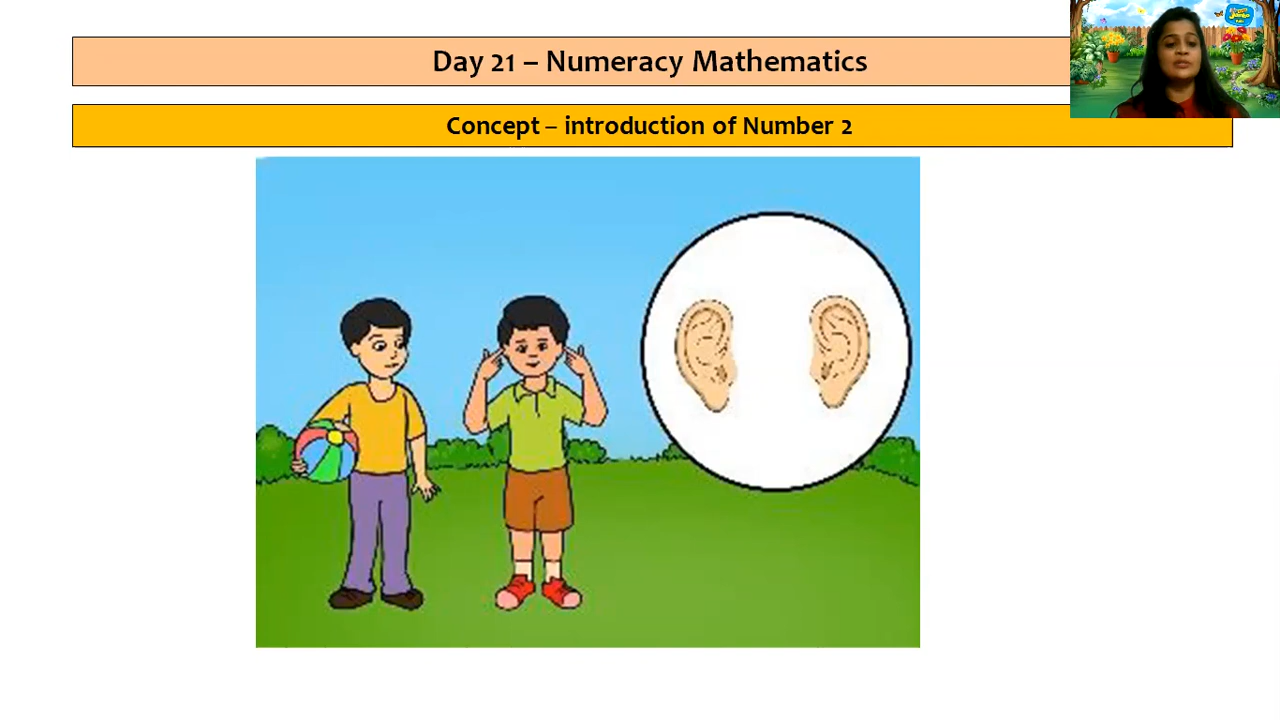 Day 21 – Numeracy Mathematics
Concept – introduction of Number 2